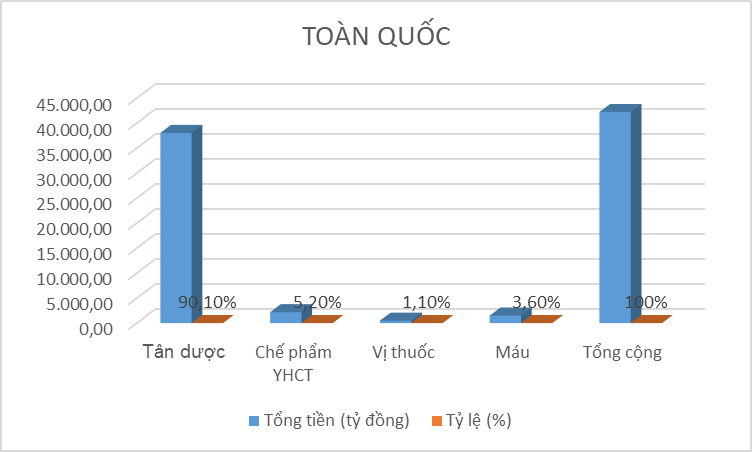 TOÀN QUỐC
45.000,00
40.000,00
35.000,00
30.000,00
25.000,00
20.000,00
15.000,00
10.000,00
5.000,00
0,00
90,10%
5,20%
1,10%
3,60%
100%
Tân dược
Chế phẩm
YHCT
Vị thuốc
Máu
Tổng cộng
Tổng tiền (tỷ đồng)
Tỷ lệ (%)